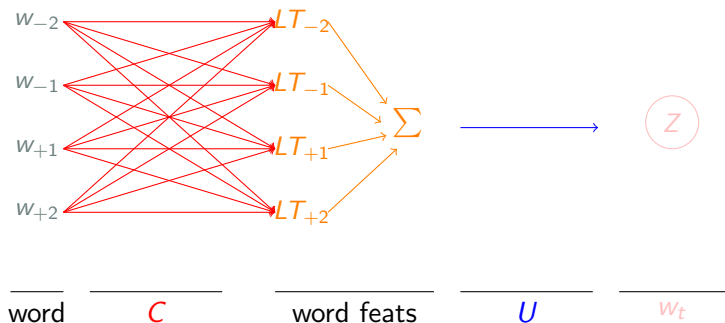 w₋₂ LT₋₂
w₋₁ LT₋₁
Σ Z
w₊₁ LT₊₁
w₊₂ LT₊₂
word C word feats U wₜ